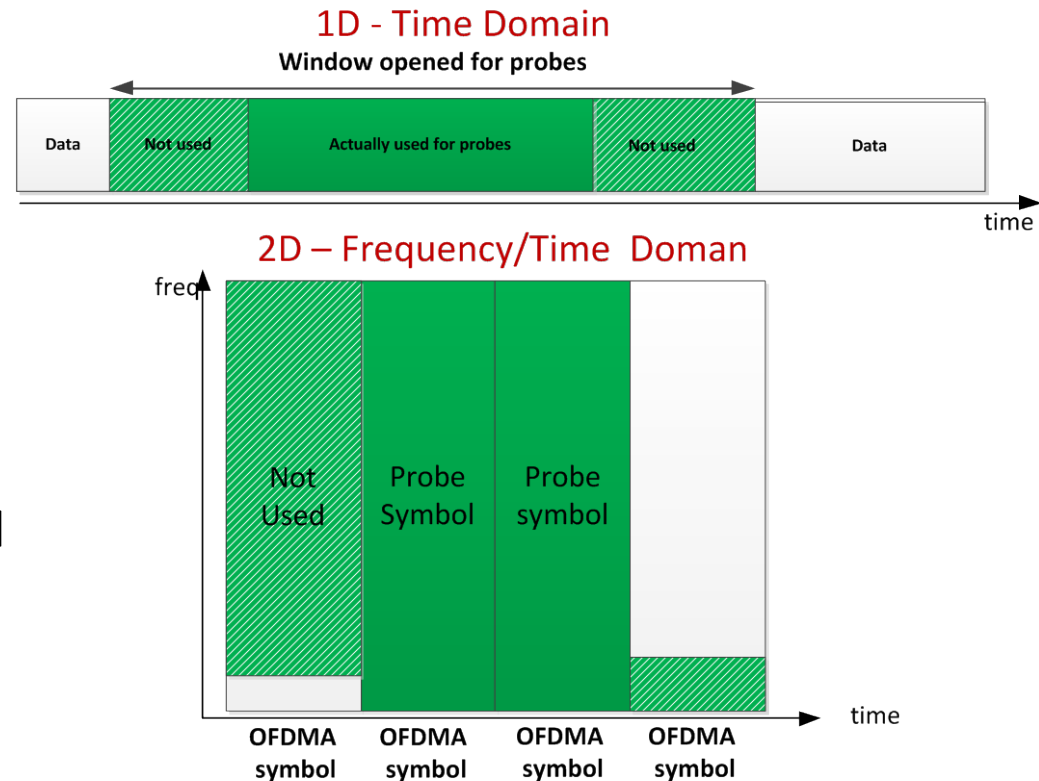 1D - Time Domain
Window opened for probes
Data
Not used
Actually used for probes
Not used
Data
time
2D – Frequency/Time Doman
freq
Not
Used
Probe
Symbol
Probe
symbol
time
OFDMA
symbol
OFDMA
symbol
OFDMA
symbol
OFDMA
symbol